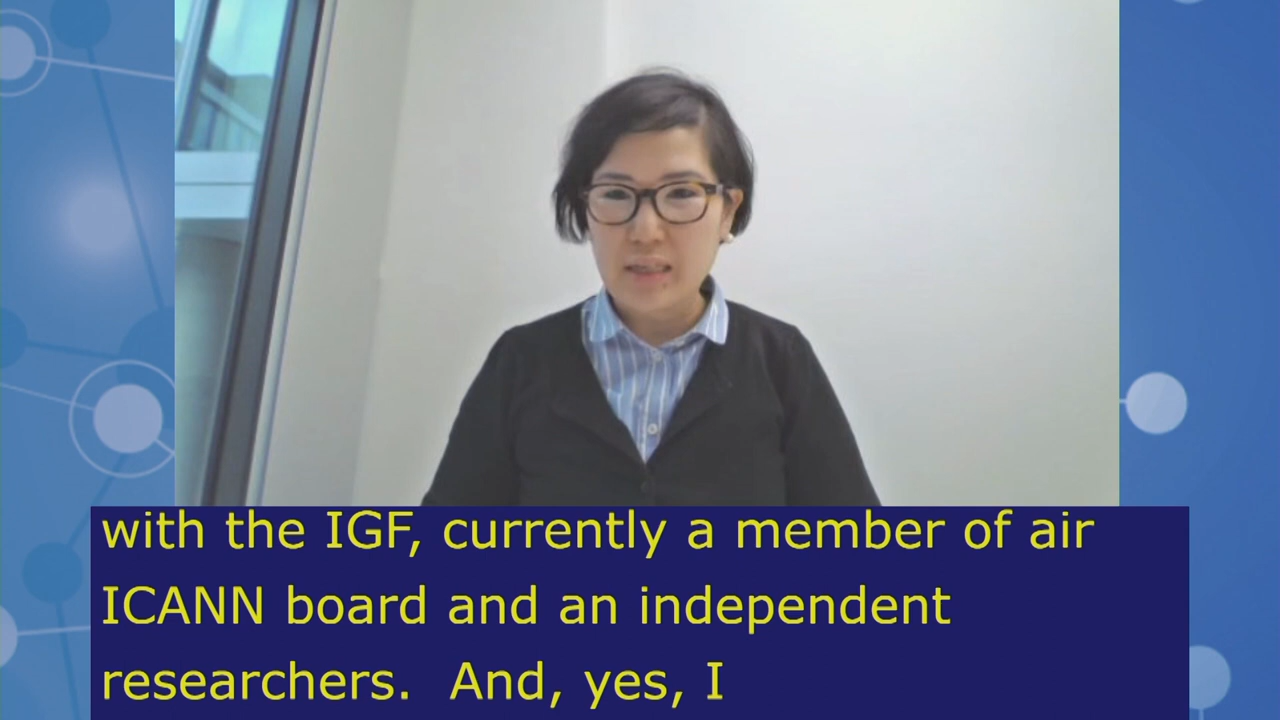 with the IGF, currently a member of air
ICANN board and an independent
researchers.  And, yes, I